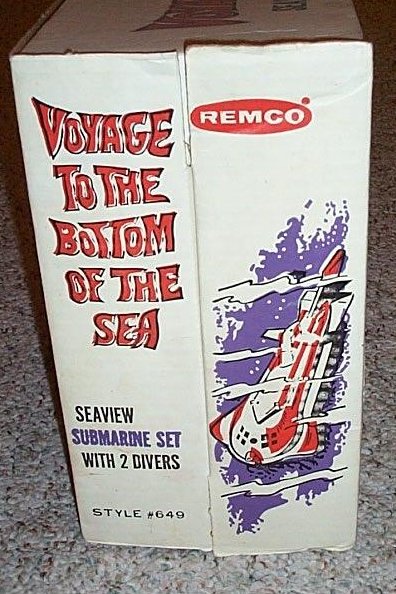 VOYAGE
TO THE
BOTTOM
OF THE
SEA
REMCO
SEAVIEW
SUBMARINE SET
WITH 2 DIVERS
STYLE #649